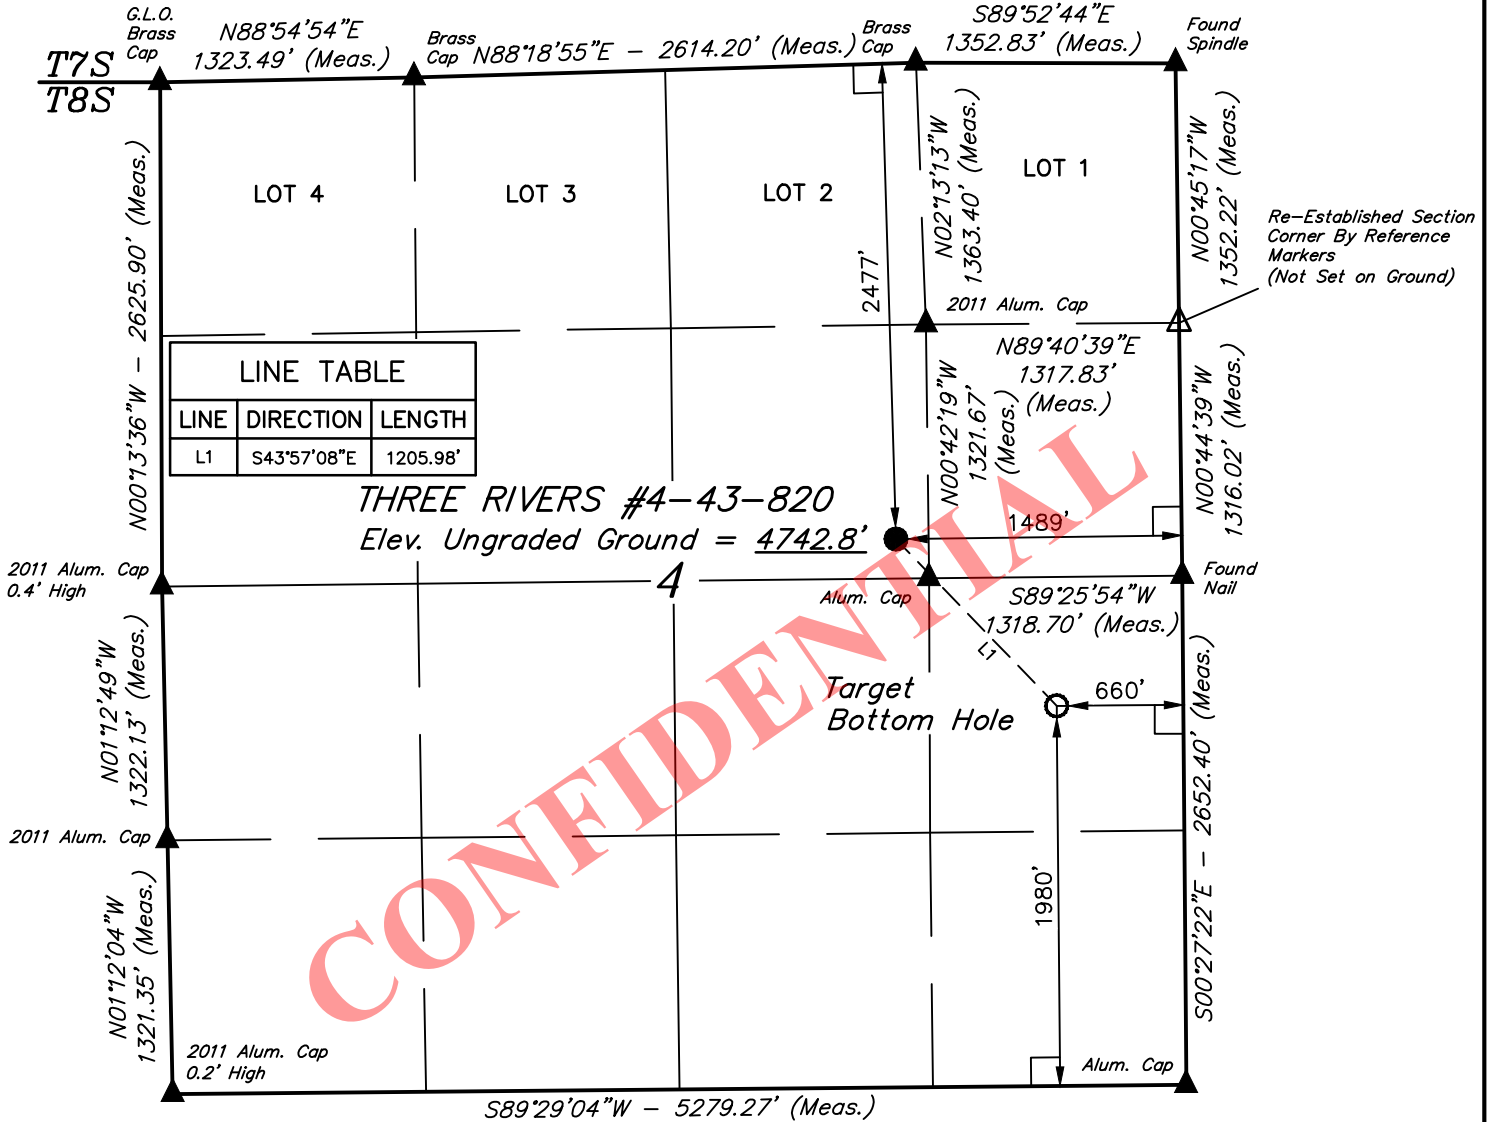 G.L.O.
Brass
Cap
N88°54'54"E
1323.49' (Meas.)
Brass
Cap
N88°18'55"E - 2614.20' (Meas.)
Brass
Cap
S89°52'44"E
1352.83' (Meas.)
Found
Spindle
T7S
T8S
LOT 4
LOT 3
LOT 2
LOT 1
N00°13'36"W - 2625.90' (Meas.)
2477'
N02°13'13"W
1363.40' (Meas.)
N00°45'17"W
1352.22' (Meas.)
Re-Established Section
Corner By Reference
Markers
(Not Set on Ground)
2011 Alum. Cap
N89°40'39"E
1317.83'
(Meas.)
LINE TABLE
LINE DIRECTION LENGTH
L1 S43°57'08"E 1205.98'
N00°42'19"W
1321.67'
(Meas.)
N00°44'39"W
1316.02' (Meas.)
THREE RIVERS #4-43-820
Elev. Ungraded Ground = 4742.8'
1489'
2011 Alum. Cap
0.4' High
4
Alum. Cap
Found
Nail
S89°25'54"W
1318.70' (Meas.)
L1
N01°12'49"W
1322.13' (Meas.)
Target
Bottom Hole
660'
S00°27'22"E - 2652.40' (Meas.)
2011 Alum. Cap
1980'
N01°12'04"W
1321.35' (Meas.)
2011 Alum. Cap
0.2' High
Alum. Cap
S89°29'04"W - 5279.27' (Meas.)
CONFIDENTIAL